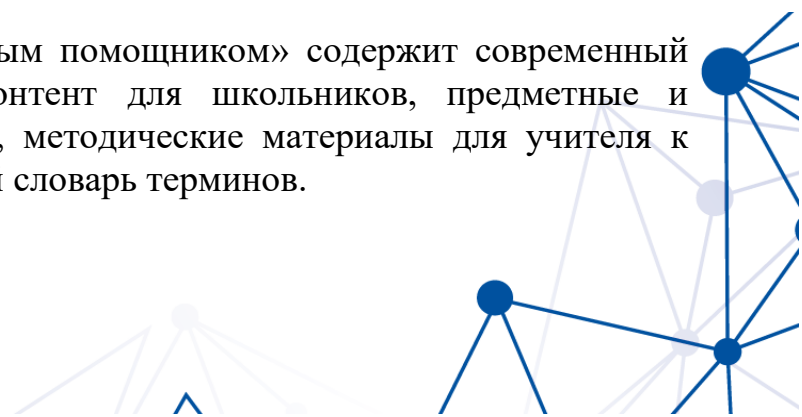 ым помощником» содержит современный
онтент для школьников, предметные и
, методические материалы для учителя к
словарь терминов.